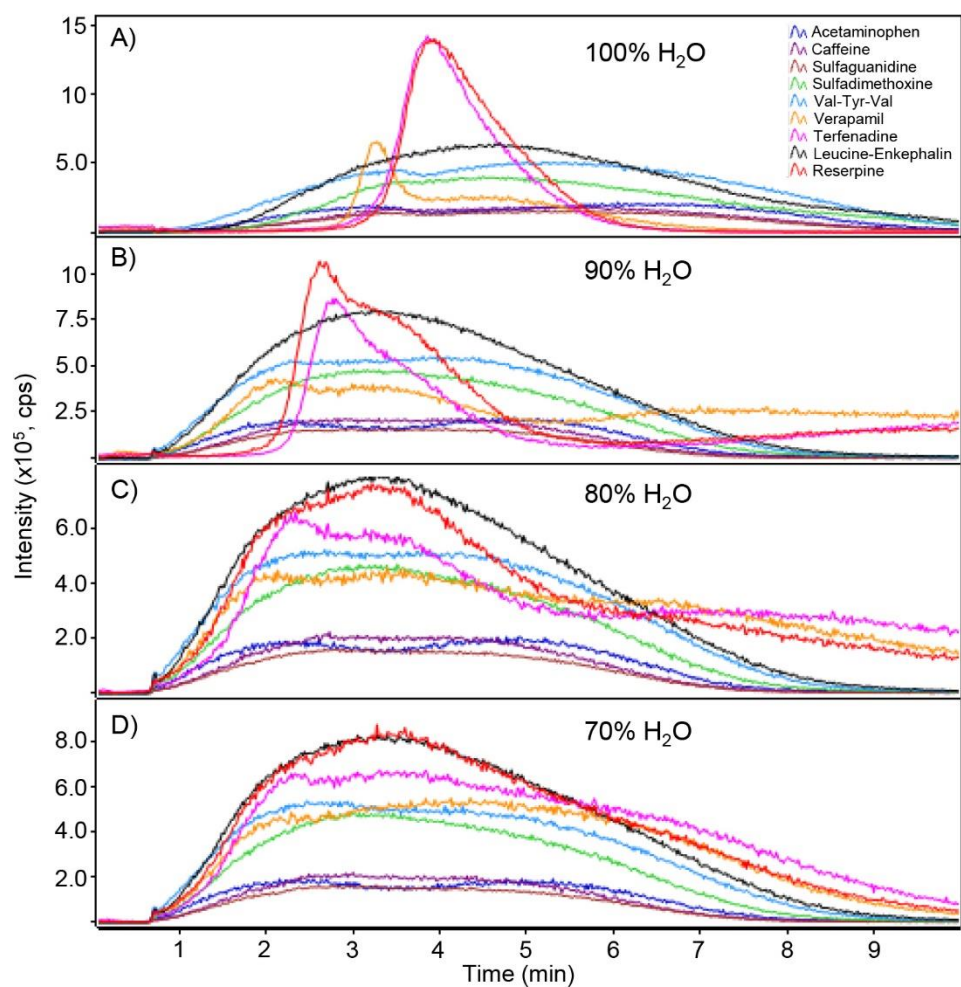 A)
100% H₂O
15
10
5.0
Acetaminophen
Caffeine
Sulfaguanidine
Sulfadimethoxine
Val-Tyr-Val
Verapamil
Terfenadine
Leucine-Enkephalin
Reserpine
B)
90% H₂O
10
7.5
5.0
2.5
C)
80% H₂O
6.0
4.0
2.0
D)
70% H₂O
8.0
6.0
4.0
2.0
Intensity (x10⁵, cps)
1 2 3 4 5 6 7 8 9
Time (min)